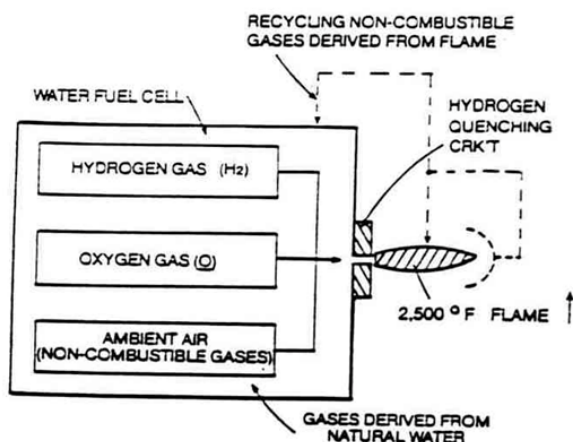 RECYCLING NON-COMBUSTIBLE
GASES DERIVED FROM FLAME
WATER FUEL CELL
HYDROGEN
QUENCHING
CRK'T
HYDROGEN GAS (H2)
OXYGEN GAS (O)
2,500 °F FLAME
AMBIENT AIR
(NON-COMBUSTIBLE GASES)
GASES DERIVED FROM
NATURAL WATER